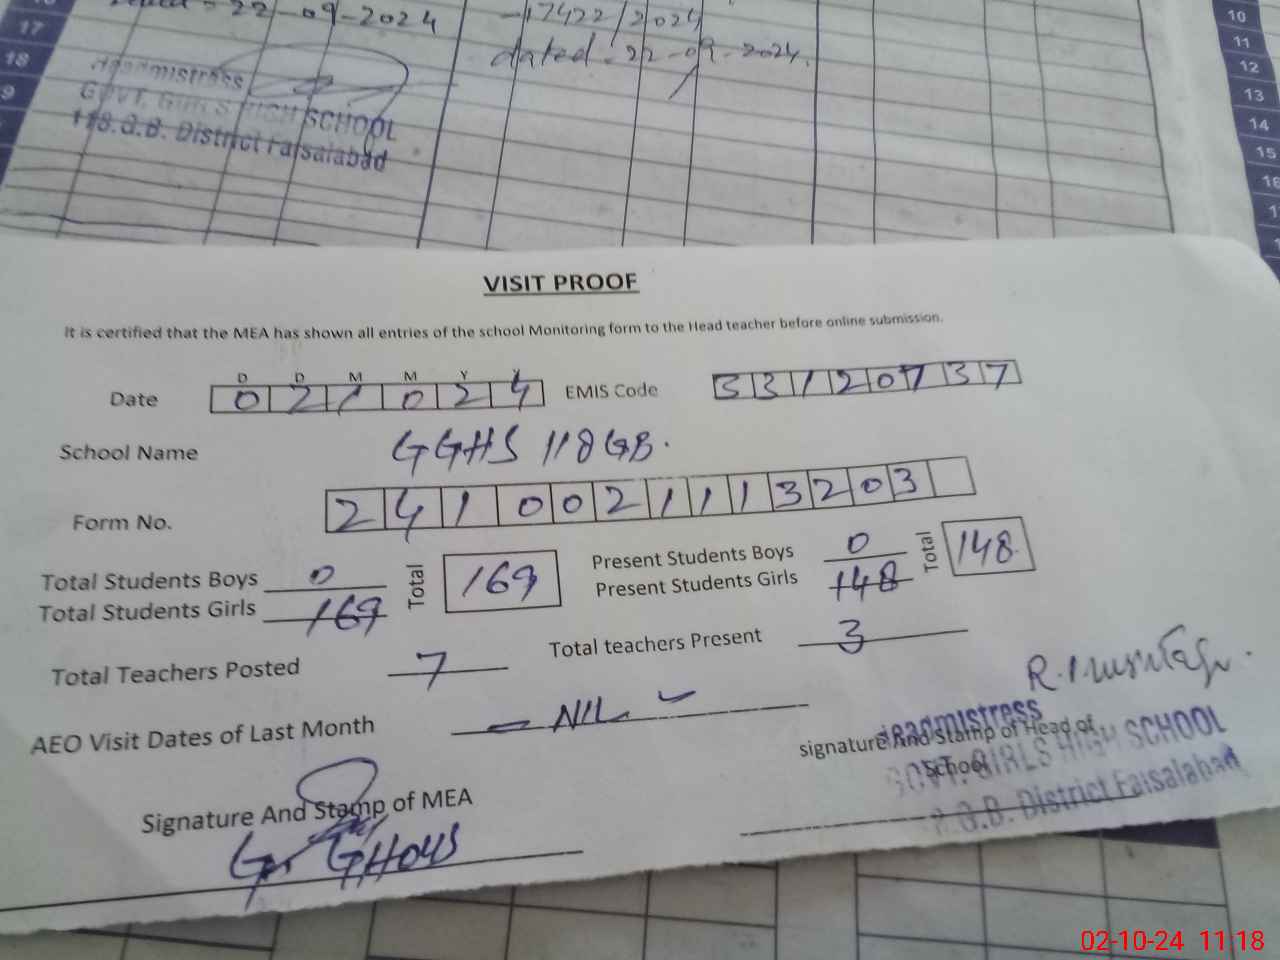 22-09-2024
17422/2024
dated. 22-09-2024.
Headmistress
GOVT. GIRLS HIGH SCHOOL
118.G.B. District Faisalabad
17
18
9
10
11
12
13
14
15
VISIT PROOF
It is certified that the MEA has shown all entries of the school Monitoring form to the Head teacher before online submission.
D D M M Y Y
Date 0 2 1 0 2 4 EMIS Code 3 3 1 2 0 7 3 7
School Name GGHS 118GB.
Form No. 2 4 1 0 0 2 1 1 1 3 2 0 3
Total Students Boys 0 Total 169 Present Students Boys 0 Total 148
Total Students Girls 169 Present Students Girls 148
Total Teachers Posted 7 Total teachers Present 3
AEO Visit Dates of Last Month NIL
signature And Stamp of Head of School
Headmistress
GOVT. GIRLS HIGH SCHOOL
G.B. District Faisalabad
Signature And Stamp of MEA
02-10-24 11:18